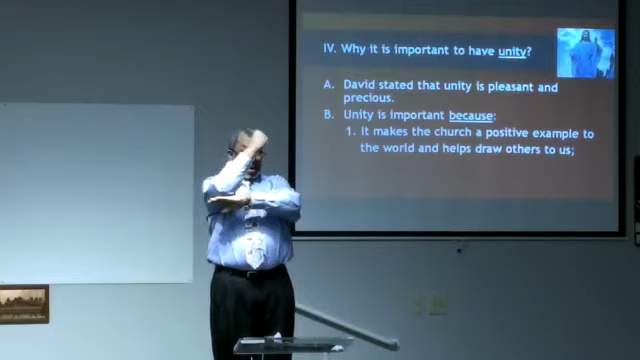 IV. Why it is important to have unity?
A. David stated that unity is pleasant and
precious.
B. Unity is important because:
1. It makes the church a positive example to
the world and helps draw others to us;